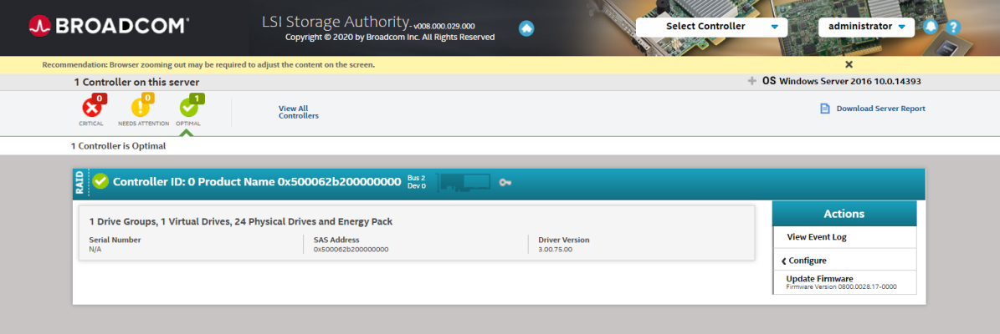 BROADCOM®
LSI Storage Authority- v008.000.029.000
Copyright © 2020 by Broadcom Inc. All Rights Reserved
Select Controller
administrator
?
Recommendation: Browser zooming out may be required to adjust the content on the screen.
1 Controller on this server
OS Windows Server 2016 10.0.14393
0
0
1
CRITICAL
NEEDS ATTENTION
OPTIMAL
View All
Controllers
Download Server Report
1 Controller is Optimal
RAID
Controller ID: 0 Product Name 0x500062b200000000
Bus 2
Dev 0
1 Drive Groups, 1 Virtual Drives, 24 Physical Drives and Energy Pack
Serial Number
N/A
SAS Address
0x500062b200000000
Driver Version
3.00.75.00
Actions
View Event Log
Configure
Update Firmware
Firmware Version 0800.0028.17-0000